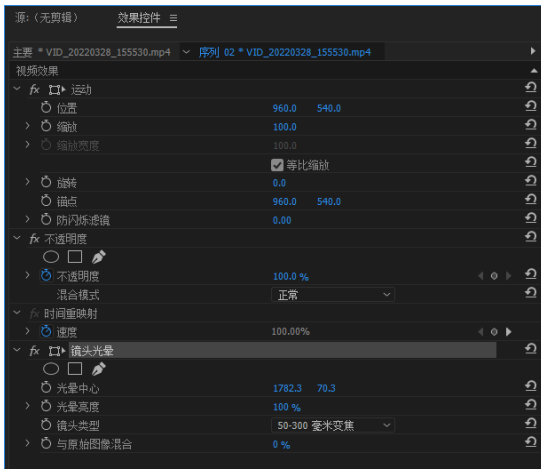 源:（无剪辑） 效果控件 ≡
主要 * VID_20220328_155530.mp4 序列 02 * VID_20220328_155530.mp4
视频效果
fx 运动
位置 960.0 540.0
缩放 100.0
缩放宽度 100.0
等比缩放
旋转 0.0
锚点 960.0 540.0
防闪烁滤镜 0.00
fx 不透明度
不透明度 100.0 %
混合模式 正常
fx 时间重映射
速度 100.00%
fx 镜头光晕
光晕中心 1782.3 70.3
光晕亮度 100 %
镜头类型 50-300 毫米变焦
与原始图像混合 0 %